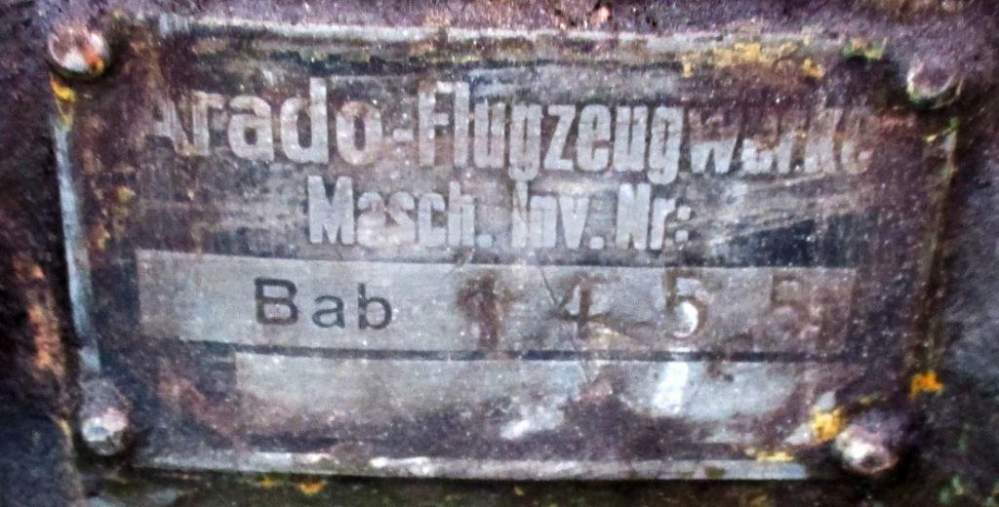 Arado-Flugzeugwerke
Masch. Inv. Nr:
Bab 1455